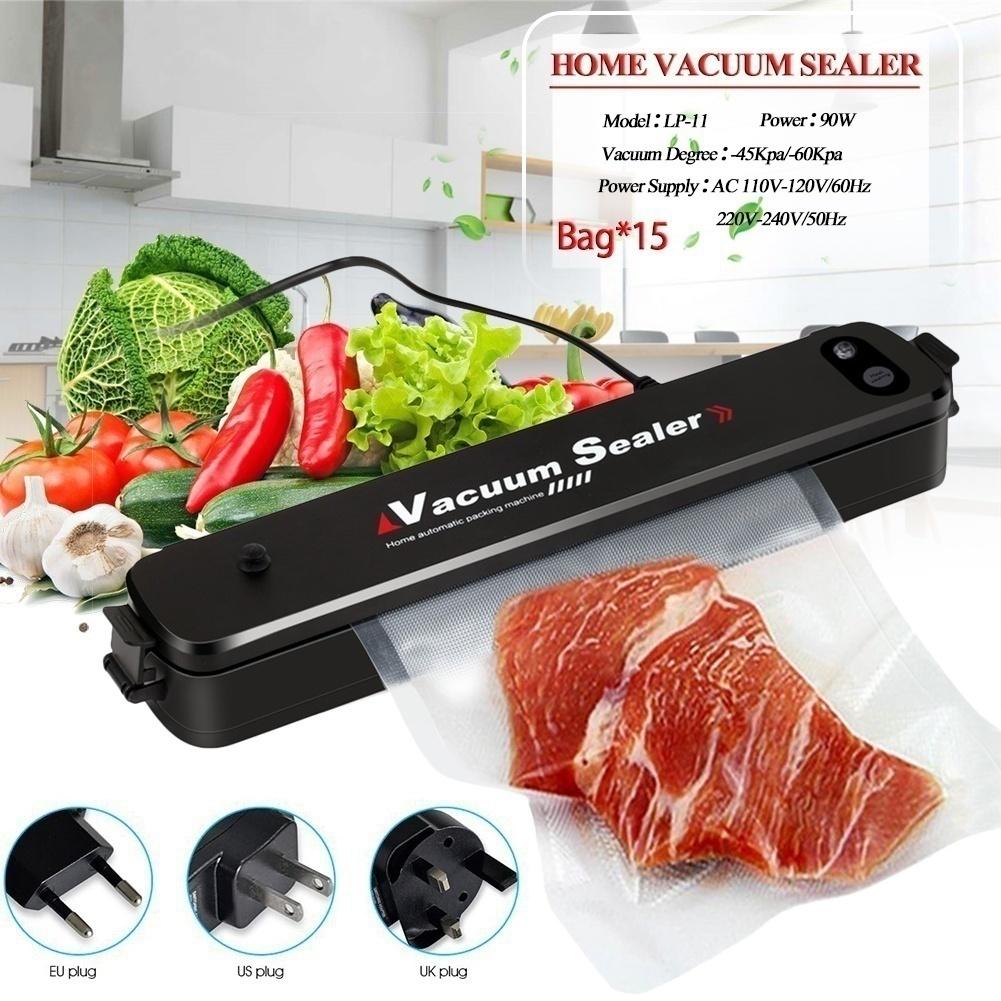 HOME VACUUM SEALER
Model：LP-11 Power：90W
Vacuum Degree：-45Kpa/-60Kpa
Power Supply：AC 110V-120V/60Hz
220V-240V/50Hz
Bag*15
Vacuum Sealer
Home automatic packing machine
EU plug
US plug
UK plug